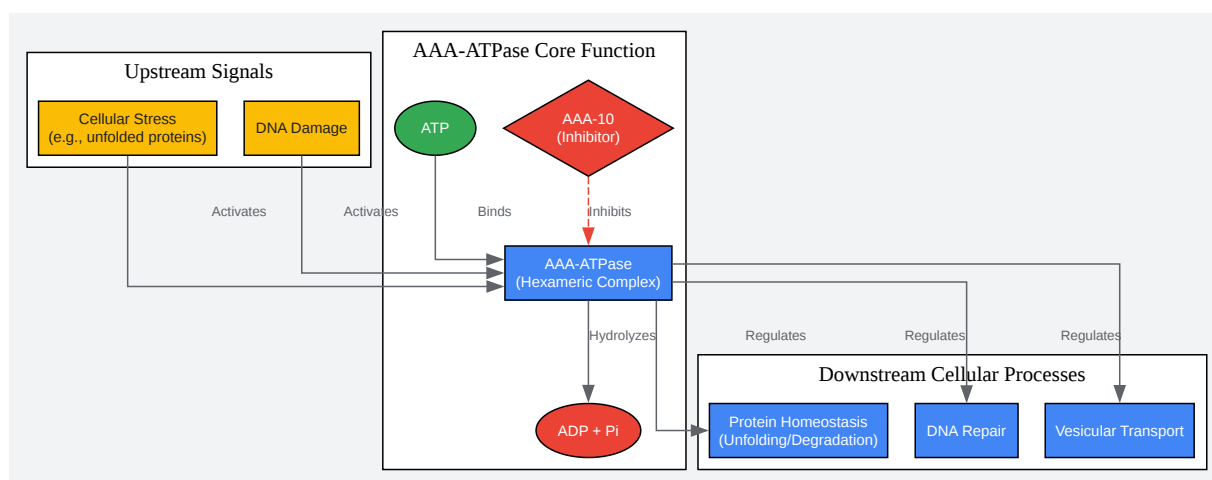 AAA-ATPase Core Function
Upstream Signals
Cellular Stress
(e.g., unfolded proteins)
DNA Damage
ATP
AAA-10
(Inhibitor)
Activates
Activates
Binds
Inhibits
AAA-ATPase
(Hexameric Complex)
Hydrolyzes
Regulates
Regulates
Regulates
Downstream Cellular Processes
ADP + Pi
Protein Homeostasis
(Unfolding/Degradation)
DNA Repair
Vesicular Transport